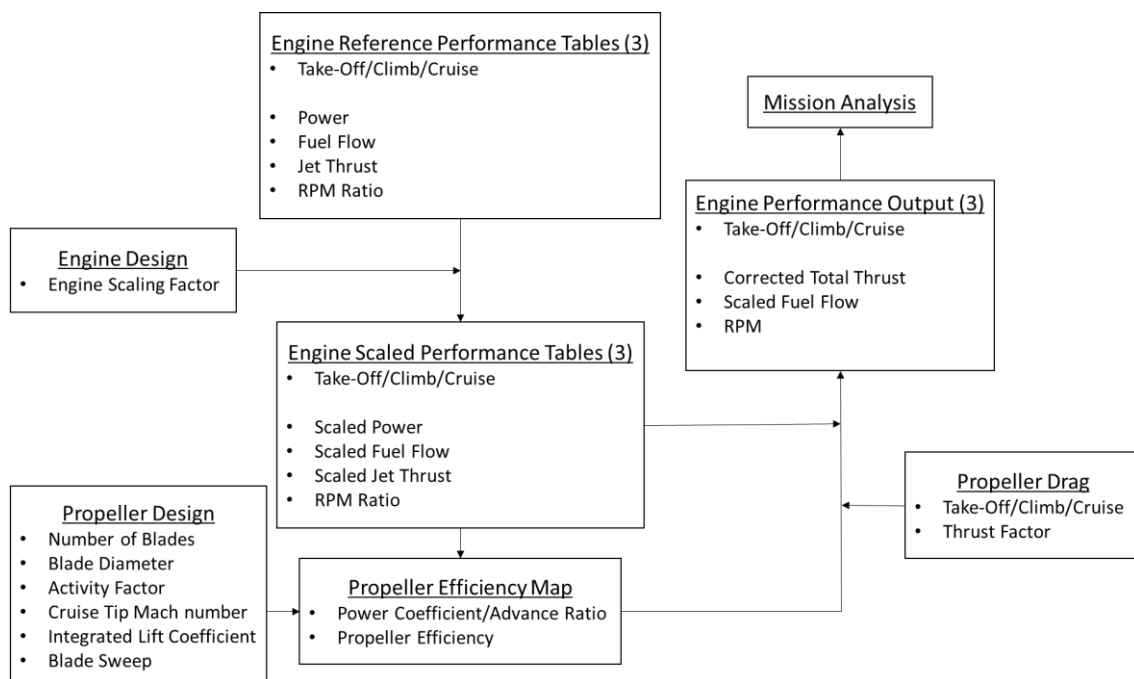 Engine Reference Performance Tables (3)
• Take-Off/Climb/Cruise
• Power
• Fuel Flow
• Jet Thrust
• RPM Ratio
Mission Analysis
Engine Performance Output (3)
• Take-Off/Climb/Cruise
• Corrected Total Thrust
• Scaled Fuel Flow
• RPM
Engine Design
• Engine Scaling Factor
Engine Scaled Performance Tables (3)
• Take-Off/Climb/Cruise
• Scaled Power
• Scaled Fuel Flow
• Scaled Jet Thrust
• RPM Ratio
Propeller Drag
• Take-Off/Climb/Cruise
• Thrust Factor
Propeller Design
• Number of Blades
• Blade Diameter
• Activity Factor
• Cruise Tip Mach number
• Integrated Lift Coefficient
• Blade Sweep
Propeller Efficiency Map
• Power Coefficient/Advance Ratio
• Propeller Efficiency